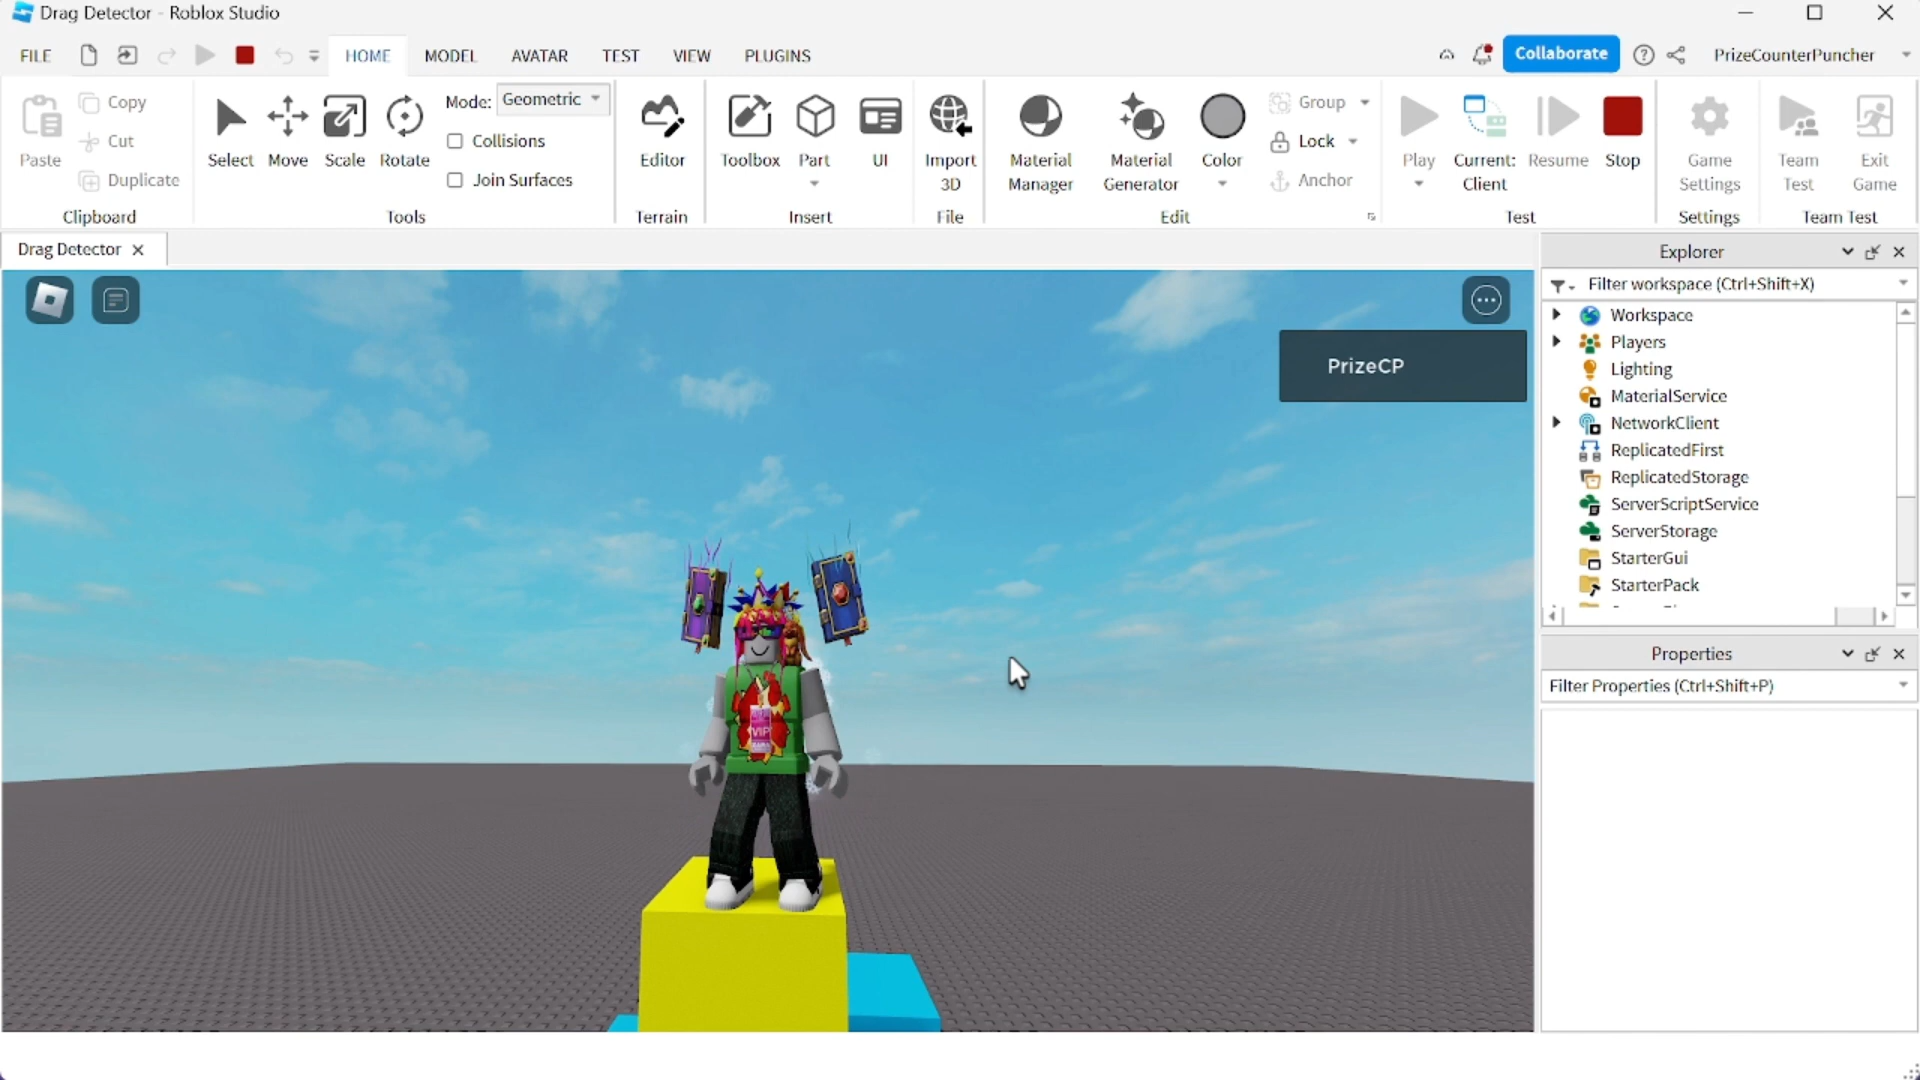 Drag Detector - Roblox Studio
FILE HOME MODEL AVATAR TEST VIEW PLUGINS Collaborate PrizeCounterPuncher
Paste Copy Cut Duplicate
Clipboard
Select Move Scale Rotate
Mode: Geometric
Collisions
Join Surfaces
Tools
Editor
Terrain
Toolbox Part UI
Insert
Import 3D
File
Material Manager
Material Generator
Color
Group
Lock
Anchor
Edit
Play
Current: Client
Resume
Stop
Test
Game Settings
Settings
Team Test
Exit Game
Team Test
Drag Detector
PrizeCP
VIP
Explorer
Filter workspace (Ctrl+Shift+X)
Workspace
Players
Lighting
MaterialService
NetworkClient
ReplicatedFirst
ReplicatedStorage
ServerScriptService
ServerStorage
StarterGui
StarterPack
Properties
Filter Properties (Ctrl+Shift+P)